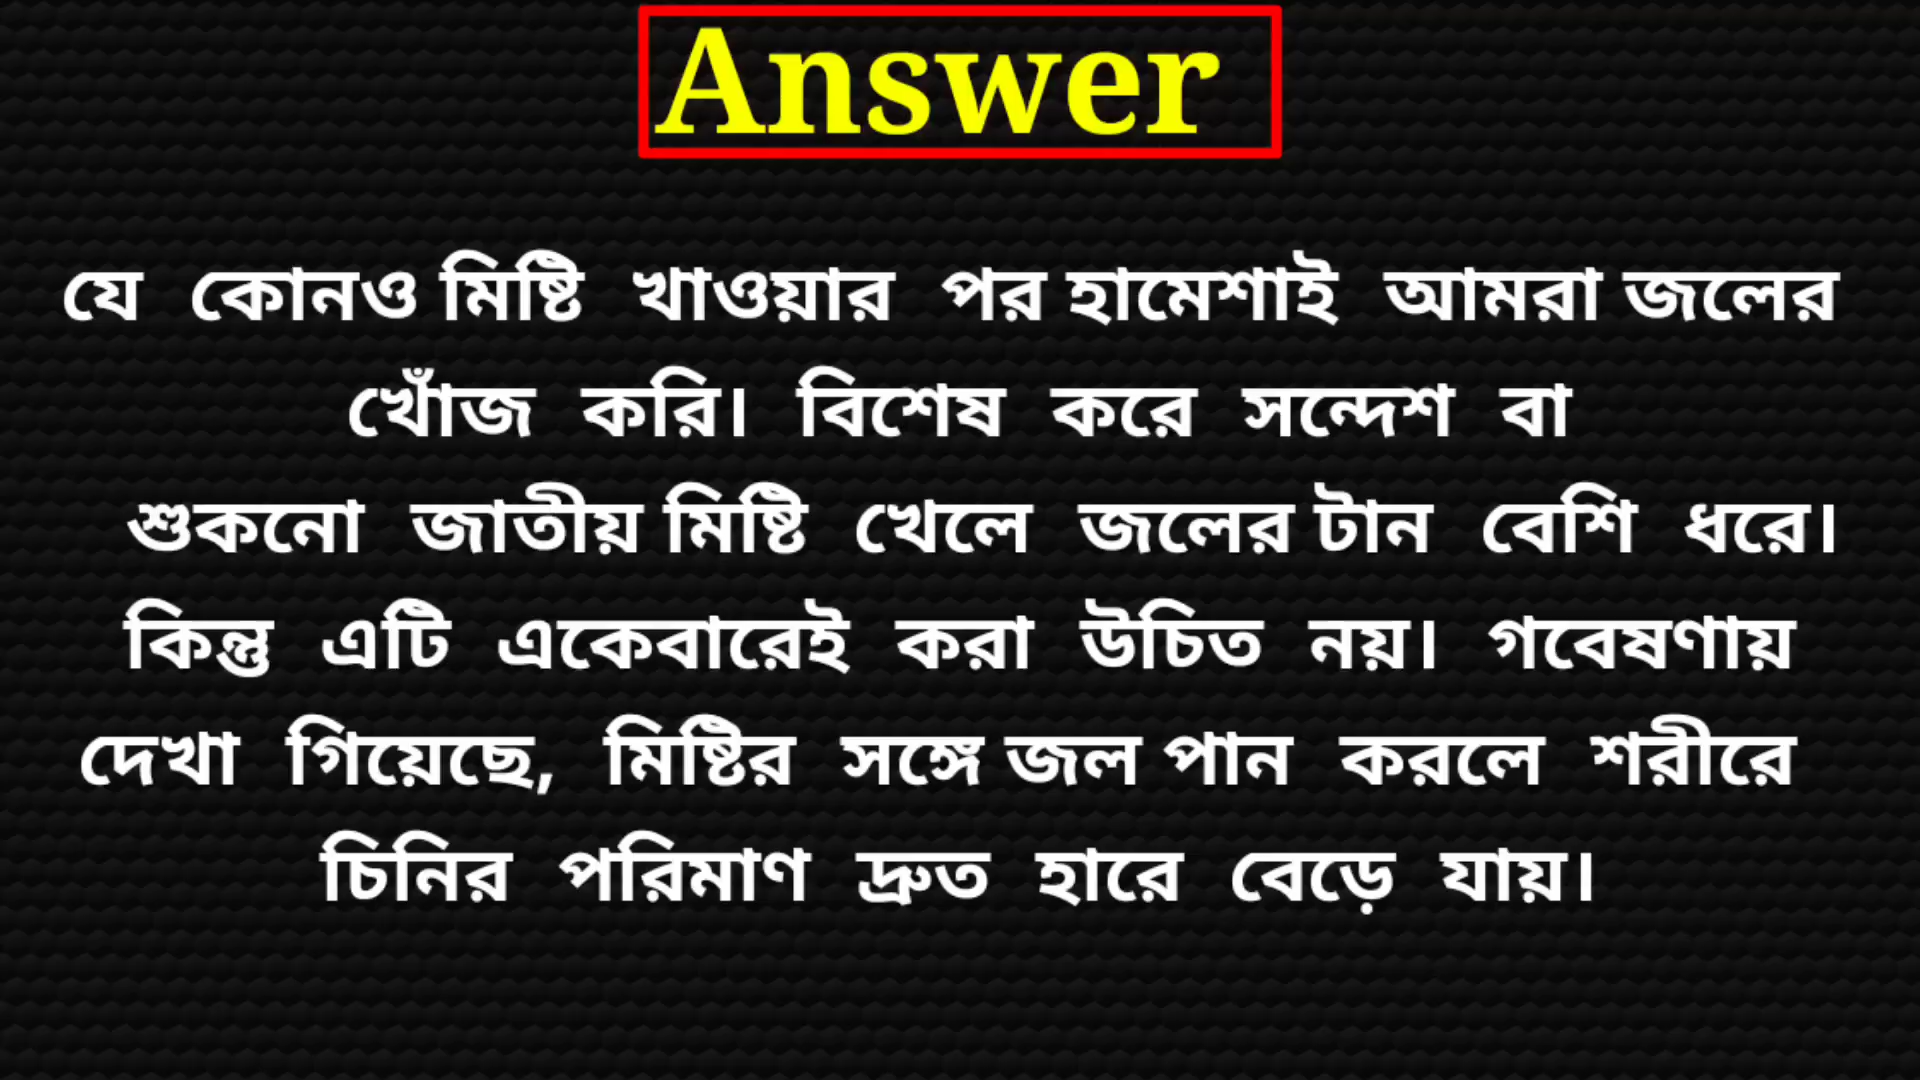 Answer
যে কোনও মিষ্টি খাওয়ার পর হামেশাই আমরা জলের
খোঁজ করি। বিশেষ করে সন্দেশ বা
শুকনো জাতীয় মিষ্টি খেলে জলের টান বেশি ধরে।
কিন্তু এটি একেবারেই করা উচিত নয়। গবেষণায়
দেখা গিয়েছে, মিষ্টির সঙ্গে জল পান করলে শরীরে
চিনির পরিমাণ দ্রুত হারে বেড়ে যায়।